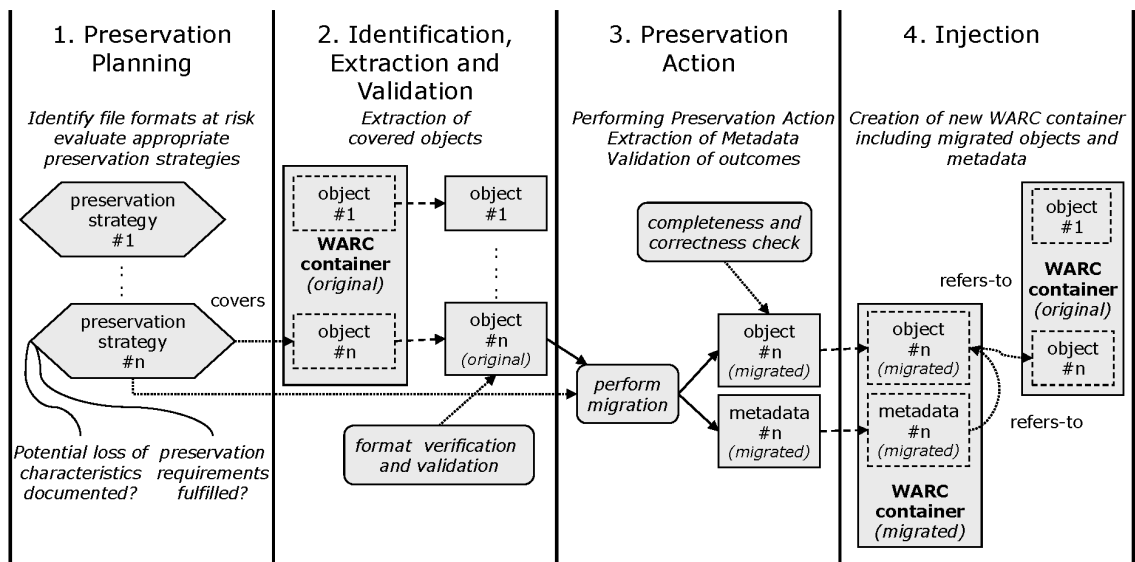 1. Preservation
Planning
Identify file formats at risk
evaluate appropriate
preservation strategies
preservation
strategy
#1
covers
preservation
strategy
#n
Potential loss of
characteristics
documented?
preservation
requirements
fulfilled?
2. Identification,
Extraction and
Validation
Extraction of
covered objects
object
#1
WARC
container
(original)
object
#n
object
#1
object
#n
(original)
format verification
and validation
3. Preservation
Action
Performing Preservation Action
Extraction of Metadata
Validation of outcomes
completeness and
correctness check
perform
migration
object
#n
(migrated)
metadata
#n
(migrated)
4. Injection
Creation of new WARC container
including migrated objects and
metadata
object
#1
WARC
container
(original)
object
#n
refers-to
object
#n
(migrated)
metadata
#n
(migrated)
WARC
container
(migrated)
refers-to